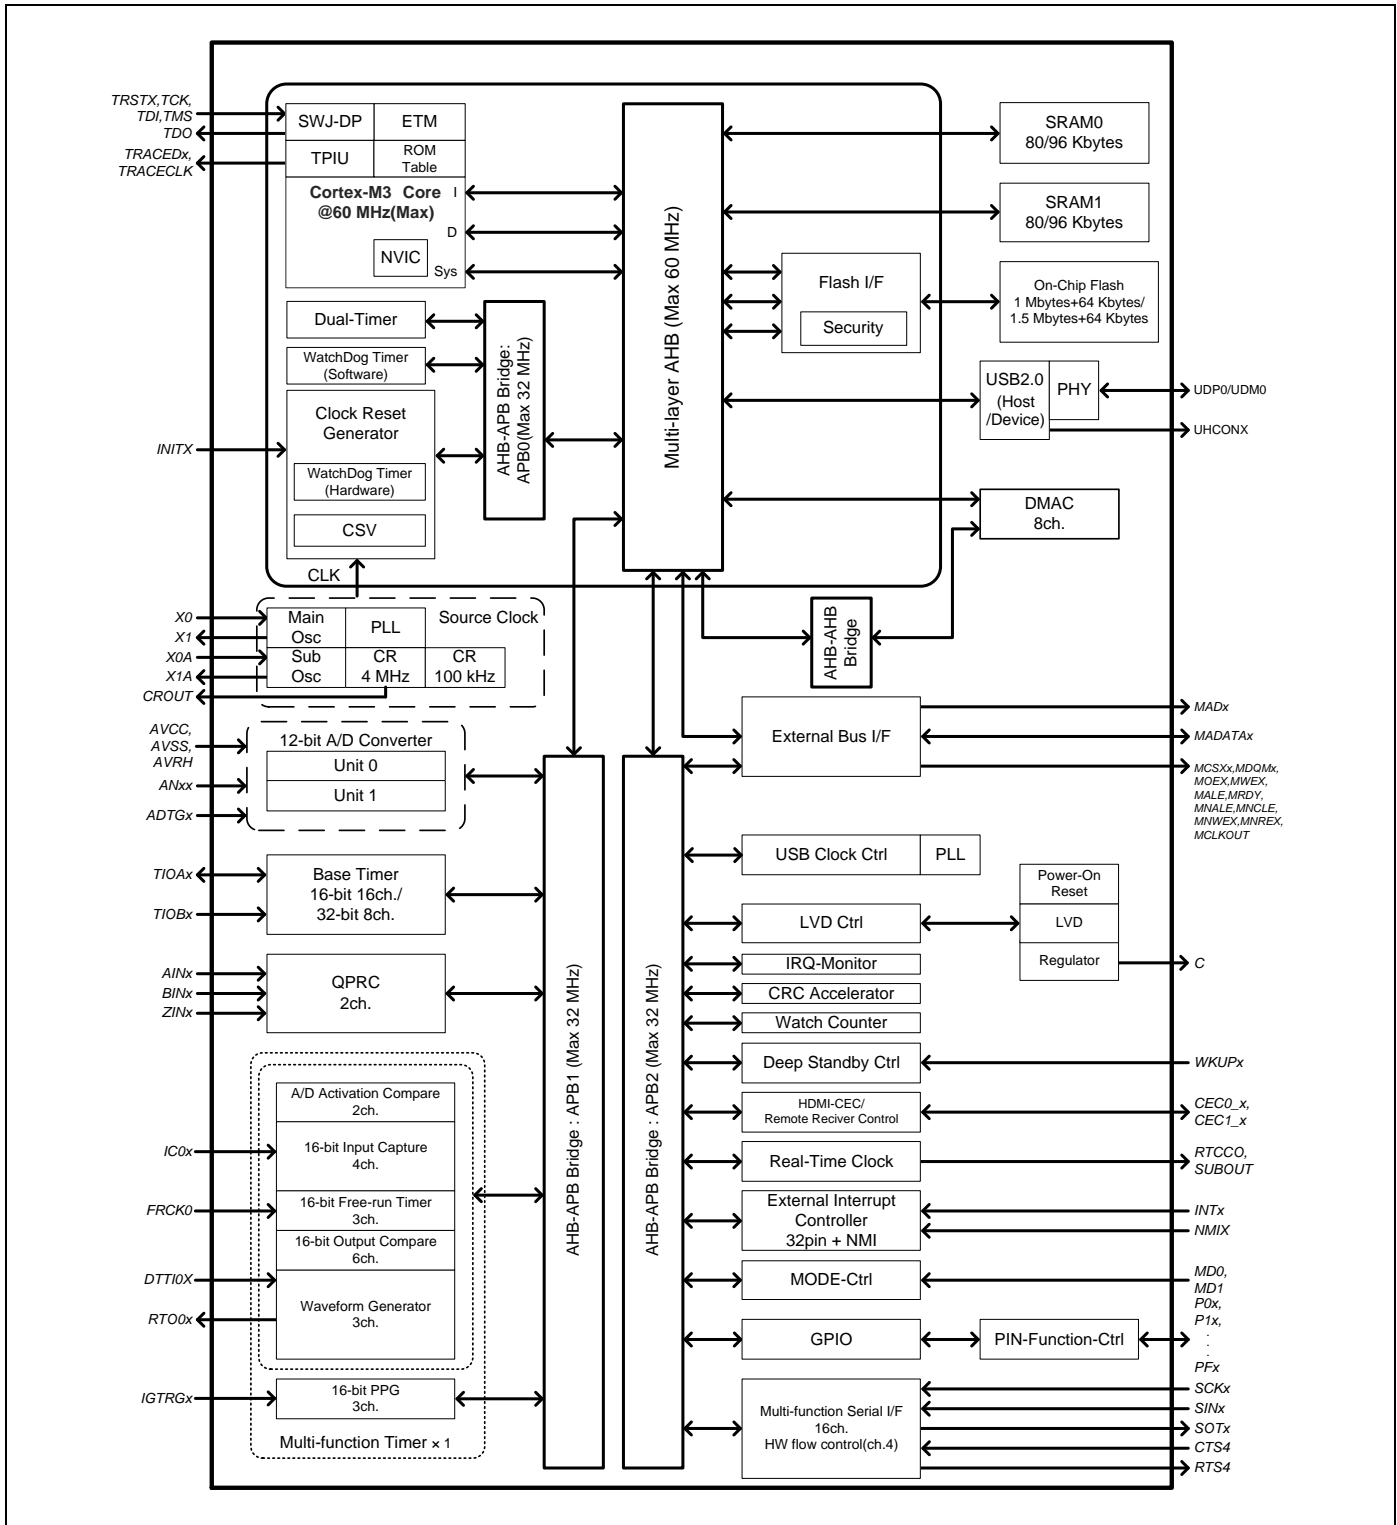 TRSTX,TCK,
TDI,TMS
TDO
TRACEDx,
TRACECLK
SWJ-DP
ETM
TPIU
ROM
Table
Cortex-M3 Core
@60 MHz(Max)
I
D
Sys
NVIC
Dual-Timer
WatchDog Timer
(Software)
Clock Reset
Generator
WatchDog Timer
(Hardware)
CSV
INITX
CLK
AHB-APB Bridge:
APB0(Max 32 MHz)
Multi-layer AHB (Max 60 MHz)
SRAM0
80/96 Kbytes
SRAM1
80/96 Kbytes
Flash I/F
Security
On-Chip Flash
1 Mbytes+64 Kbytes/
1.5 Mbytes+64 Kbytes
USB2.0
(Host
/Device)
PHY
UDP0/UDM0
UHCONX
DMAC
8ch.
AHB-AHB
Bridge
X0
X1
X0A
X1A
CROUT
Main
Osc
PLL
Source Clock
Sub
Osc
CR
4 MHz
CR
100 kHz
AVCC,
AVSS,
AVRH
ANxx
ADTGx
12-bit A/D Converter
Unit 0
Unit 1
TIOAx
TIOBx
Base Timer
16-bit 16ch./
32-bit 8ch.
AINx
BINx
ZINx
QPRC
2ch.
A/D Activation Compare
2ch.
IC0x
16-bit Input Capture
4ch.
FRCK0
16-bit Free-run Timer
3ch.
16-bit Output Compare
6ch.
DTTI0X
RTO0x
Waveform Generator
3ch.
IGTRGx
16-bit PPG
3ch.
Multi-function Timer × 1
AHB-APB Bridge : APB1 (Max 32 MHz)
AHB-APB Bridge : APB2 (Max 32 MHz)
External Bus I/F
MADx
MADATAx
MCSXx,MDQMx,
MOEX,MWEX,
MALE,MRDY,
MNALE,MNCLE,
MNWEX,MNREX,
MCLKOUT
USB Clock Ctrl
PLL
LVD Ctrl
Power-On
Reset
LVD
Regulator
C
IRQ-Monitor
CRC Accelerator
Watch Counter
Deep Standby Ctrl
WKUPx
HDMI-CEC/
Remote Reciver Control
CEC0_x,
CEC1_x
Real-Time Clock
RTCCO,
SUBOUT
External Interrupt
Controller
32pin + NMI
INTx
NMIX
MODE-Ctrl
MD0,
MD1
GPIO
PIN-Function-Ctrl
P0x,
P1x,
.
.
.
PFx
Multi-function Serial I/F
16ch.
HW flow control(ch.4)
SCKx
SINx
SOTx
CTS4
RTS4